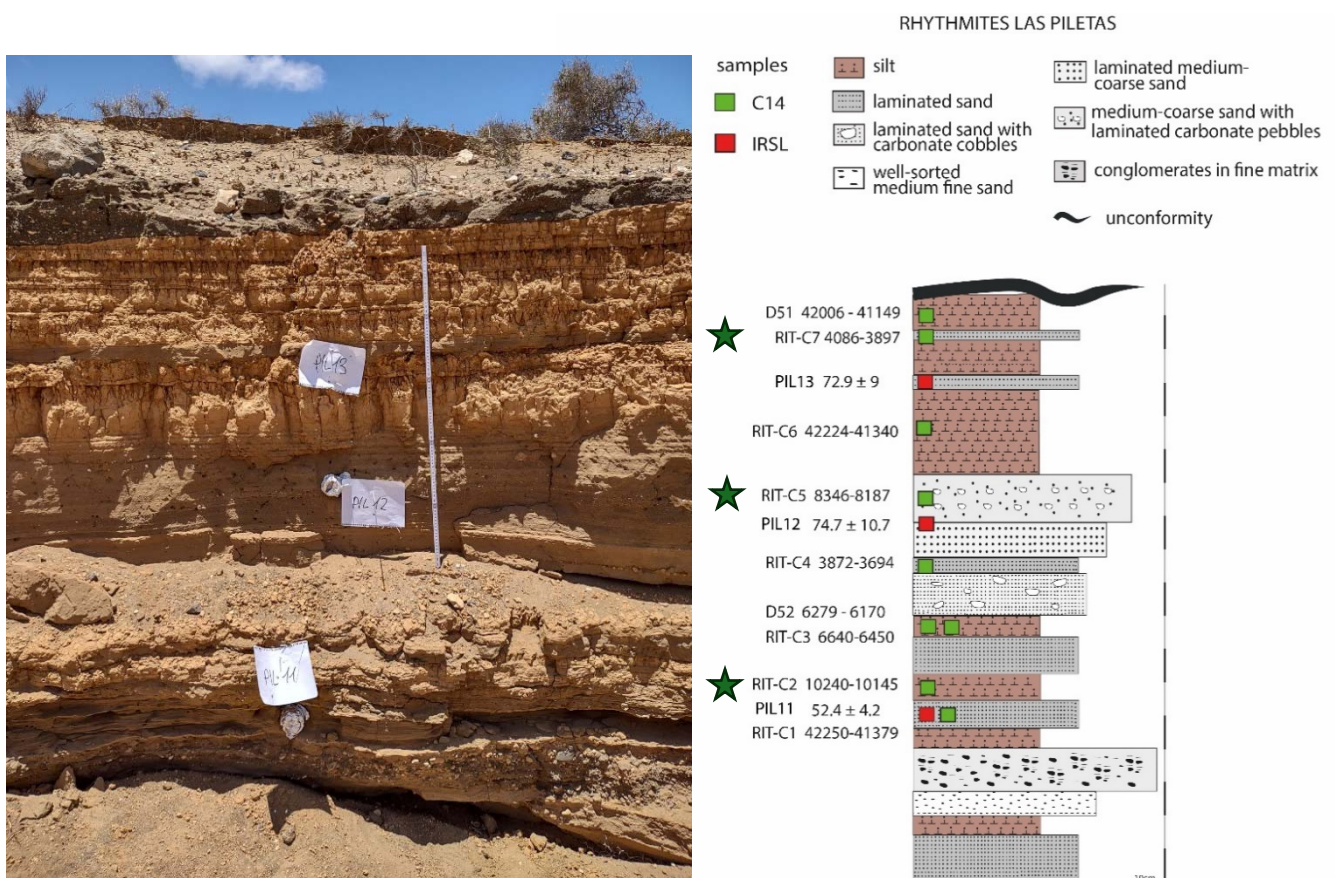 RHYTHMITES LAS PILETAS
samples
C14
IRSL
silt
laminated sand
laminated sand with
carbonate cobbles
well-sorted
medium fine sand
laminated medium-
coarse sand
medium-coarse sand with
laminated carbonate pebbles
conglomerates in fine matrix
unconformity
PIL13
PIL12
PIL-11
D51 42006 - 41149
RIT-C7 4086-3897
PIL13 72.9 ± 9
RIT-C6 42224-41340
RIT-C5 8346-8187
PIL12 74.7 ± 10.7
RIT-C4 3872-3694
D52 6279 - 6170
RIT-C3 6640-6450
RIT-C2 10240-10145
PIL11 52.4 ± 4.2
RIT-C1 42250-41379